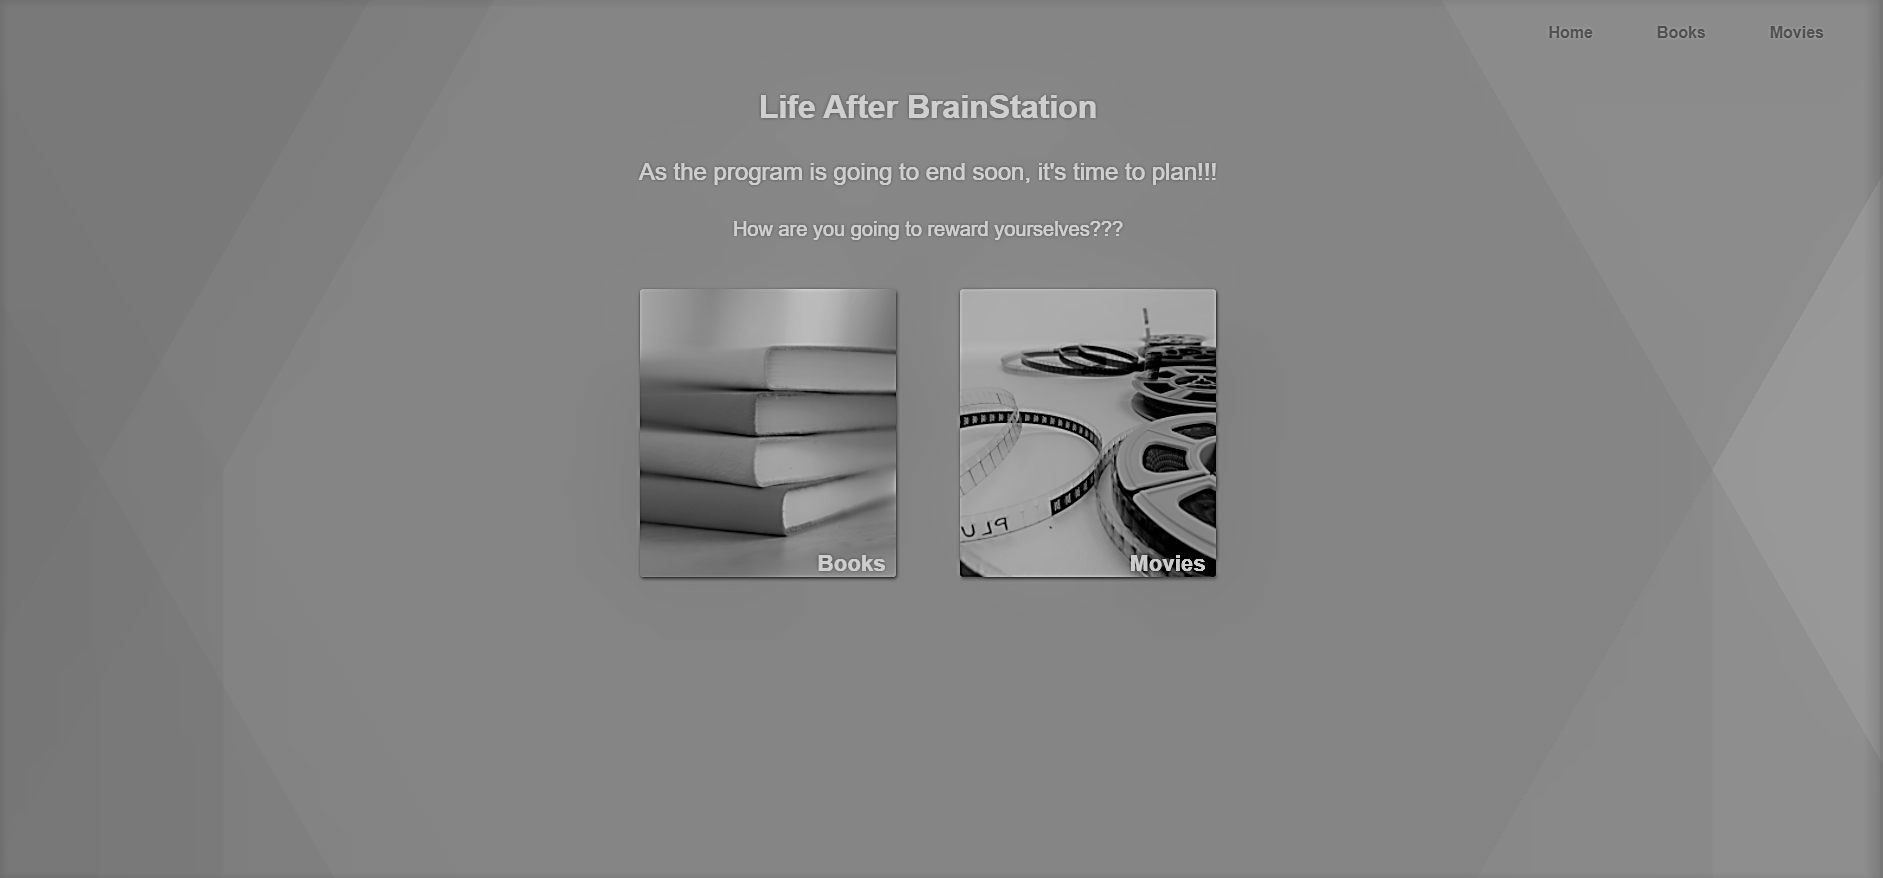 Home Books Movies
Life After BrainStation
As the program is going to end soon, it's time to plan!!!
How are you going to reward yourselves???
PLU
Books
Movies